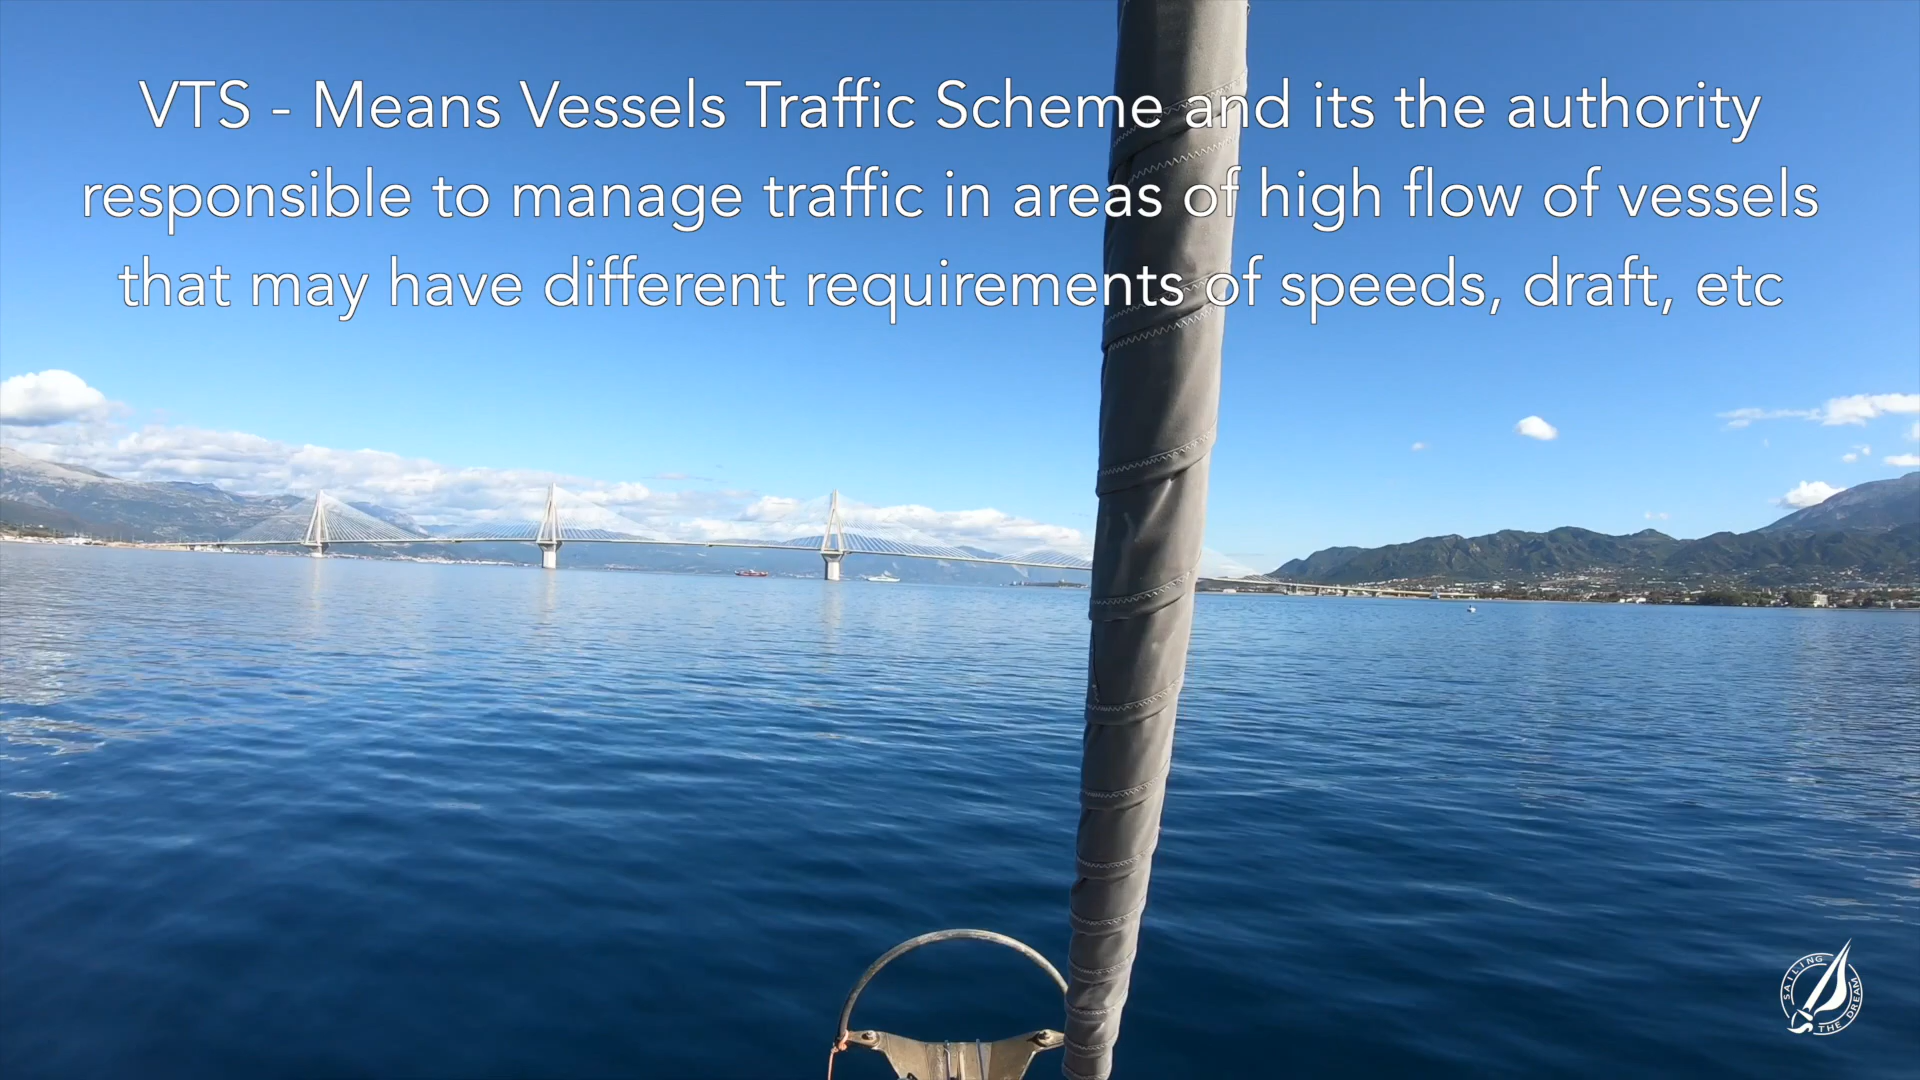 VTS - Means Vessels Traffic Scheme and its the authority
responsible to manage traffic in areas of high flow of vessels
that may have different requirements of speeds, draft, etc
SAILING
THE DREAM